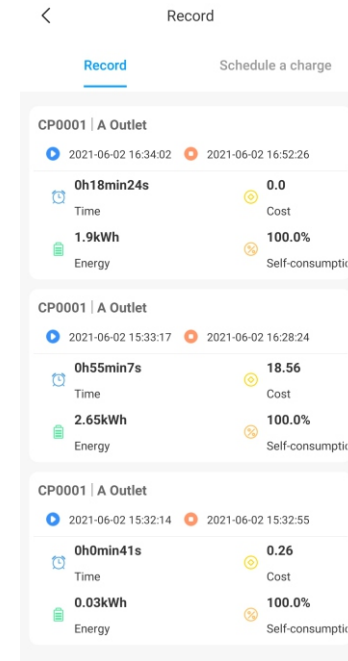 Record
Record Schedule a charge
CP0001 | A Outlet
2021-06-02 16:34:02 2021-06-02 16:52:26
0h18min24s 0.0
Time Cost
1.9kWh 100.0%
Energy Self-consumptio
CP0001 | A Outlet
2021-06-02 15:33:17 2021-06-02 16:28:24
0h55min7s 18.56
Time Cost
2.65kWh 100.0%
Energy Self-consumptio
CP0001 | A Outlet
2021-06-02 15:32:14 2021-06-02 15:32:55
0h0min41s 0.26
Time Cost
0.03kWh 100.0%
Energy Self-consumptio